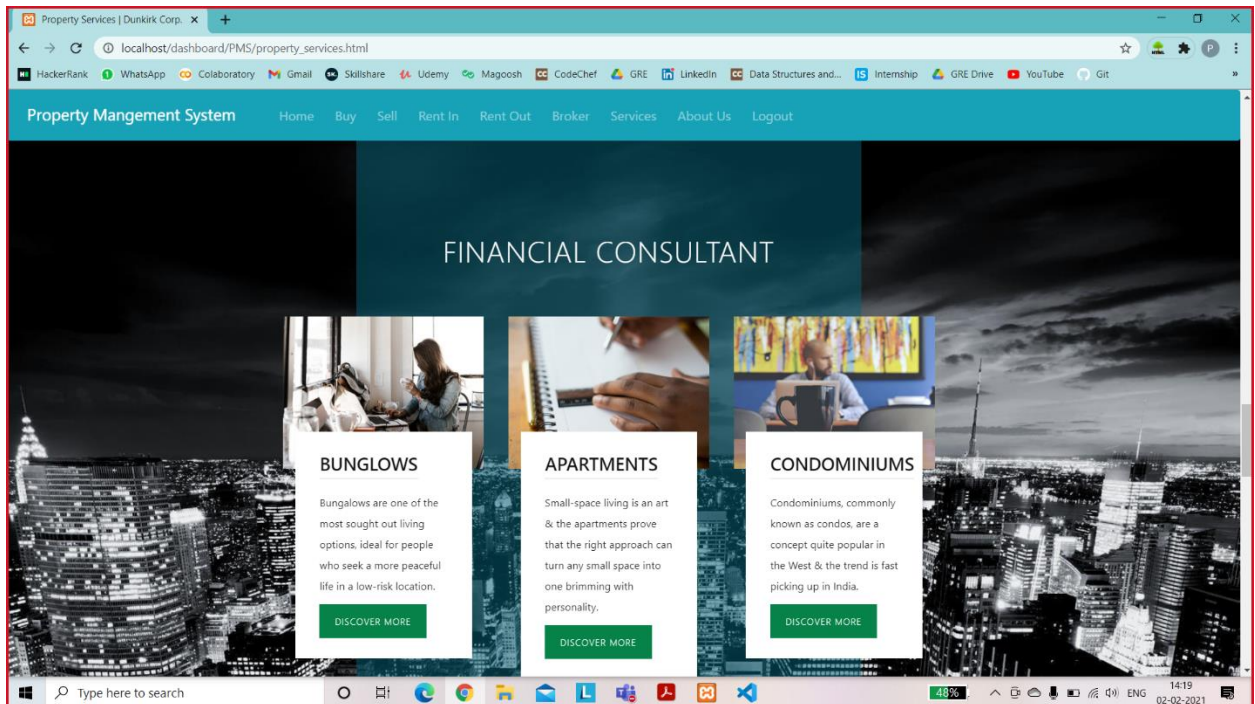 Property Services | Dunkirk Corp.
localhost/dashboard/PMS/property_services.html
P
HackerRank WhatsApp Colaboratory Gmail Skillshare Udemy Magoosh CodeChef GRE LinkedIn Data Structures and... Internship GRE Drive YouTube Git »
Property Mangement System Home Buy Sell Rent In Rent Out Broker Services About Us Logout
FINANCIAL CONSULTANT
BUNGLOWS
Bungalows are one of the
most sought out living
options, ideal for people
who seek a more peaceful
life in a low-risk location.
DISCOVER MORE
APARTMENTS
Small-space living is an art
& the apartments prove
that the right approach can
turn any small space into
one brimming with
personality.
DISCOVER MORE
CONDOMINIUMS
Condominiums, commonly
known as condos, are a
concept quite popular in
the West & the trend is fast
picking up in India.
DISCOVER MORE
Type here to search
48%
ENG
14:19
02-02-2021